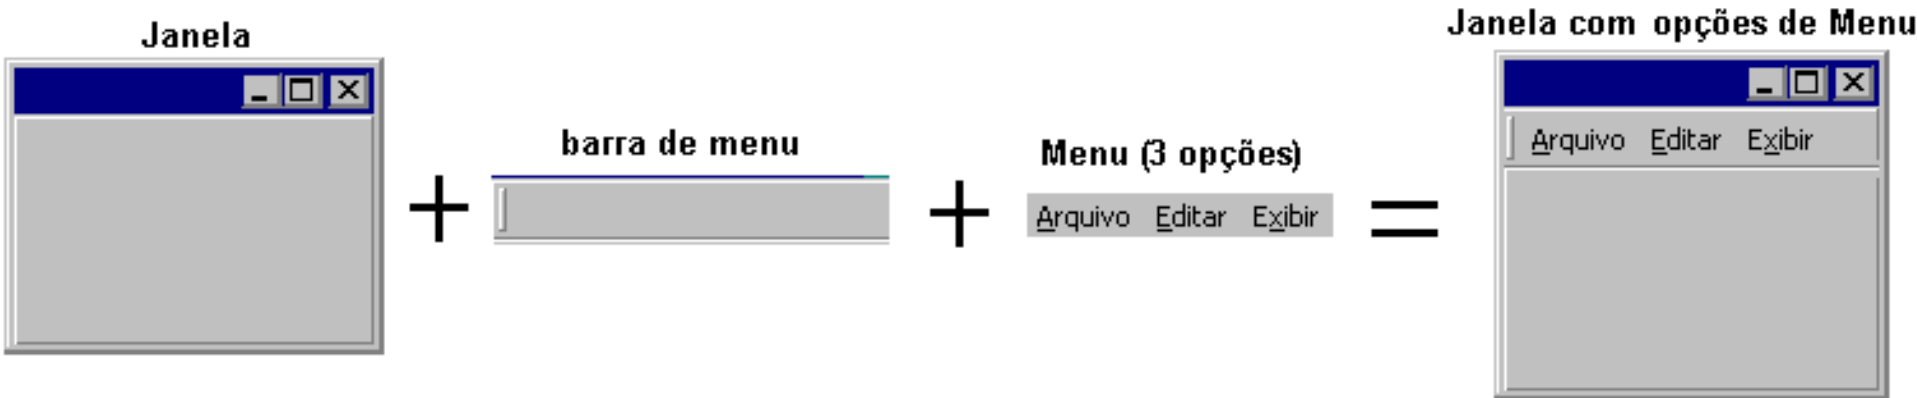 Janela
barra de menu
Menu (3 opções)
Arquivo Editar Exibir
Janela com opções de Menu
Arquivo Editar Exibir